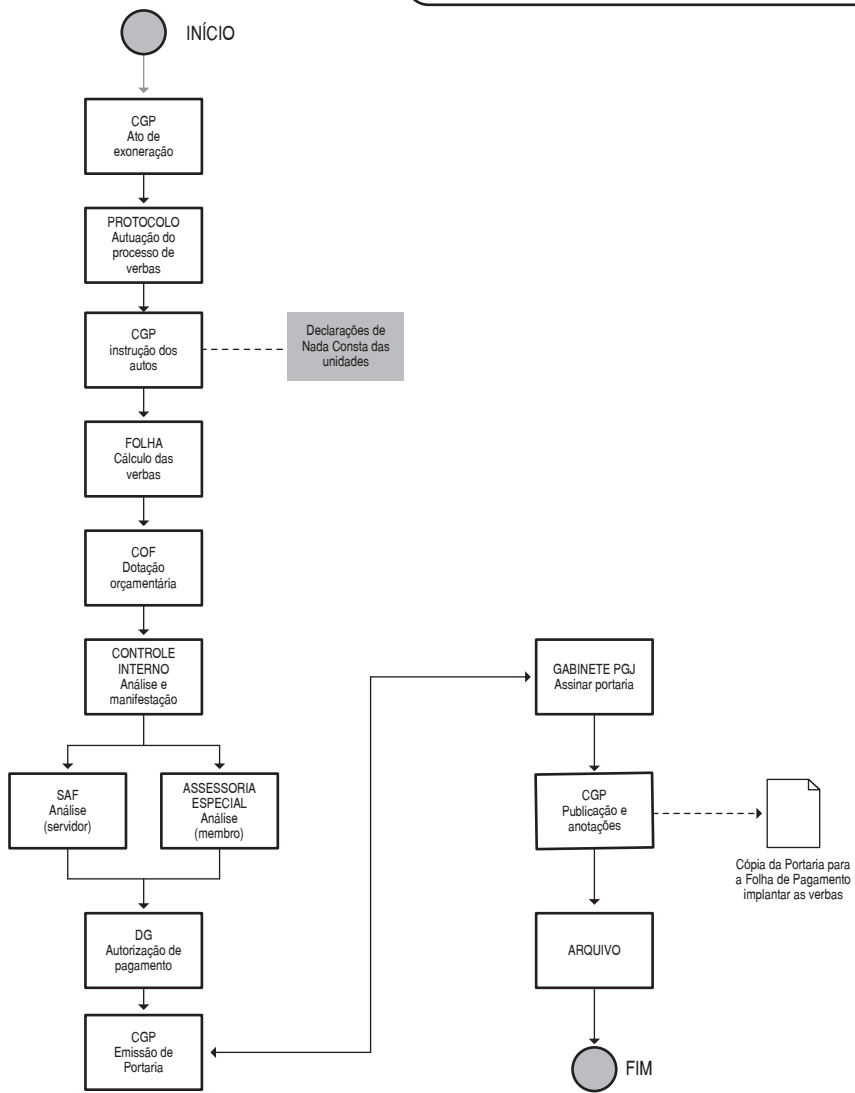 INÍCIO
CGP
Ato de
exoneração
PROTOCOLO
Autuação do
processo de
verbas
CGP
instrução dos
autos
Declarações de
Nada Consta das
unidades
FOLHA
Cálculo das
verbas
COF
Dotação
orçamentária
CONTROLE
INTERNO
Análise e
manifestação
SAF
Análise
(servidor)
ASSESSORIA
ESPECIAL
Análise
(membro)
DG
Autorização de
pagamento
CGP
Emissão de
Portaria
GABINETE PGJ
Assinar portaria
CGP
Publicação e
anotações
Cópia da Portaria para
a Folha de Pagamento
implantar as verbas
ARQUIVO
FIM